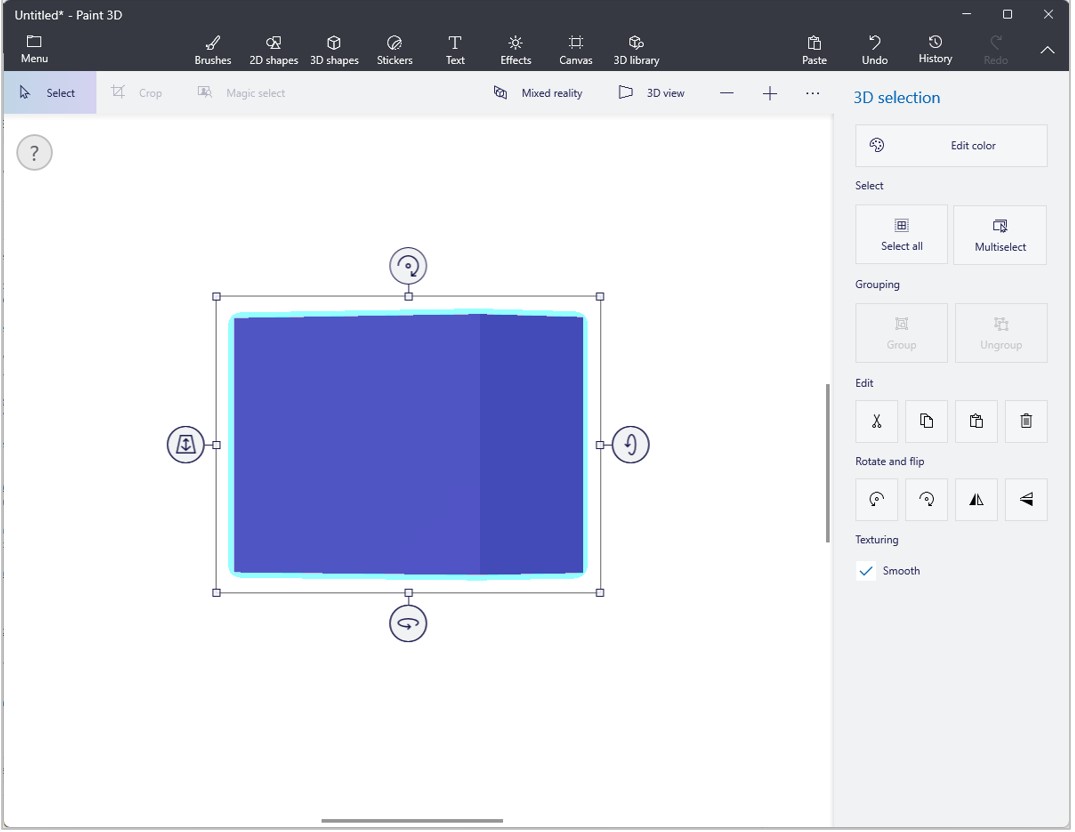 Untitled* - Paint 3D
Menu
Brushes
2D shapes
3D shapes
Stickers
Text
Effects
Canvas
3D library
Paste
Undo
History
Redo
Select
Crop
Magic select
Mixed reality
3D view
?
3D selection
Edit color
Select
Select all
Multiselect
Grouping
Group
Ungroup
Edit
Rotate and flip
Texturing
Smooth